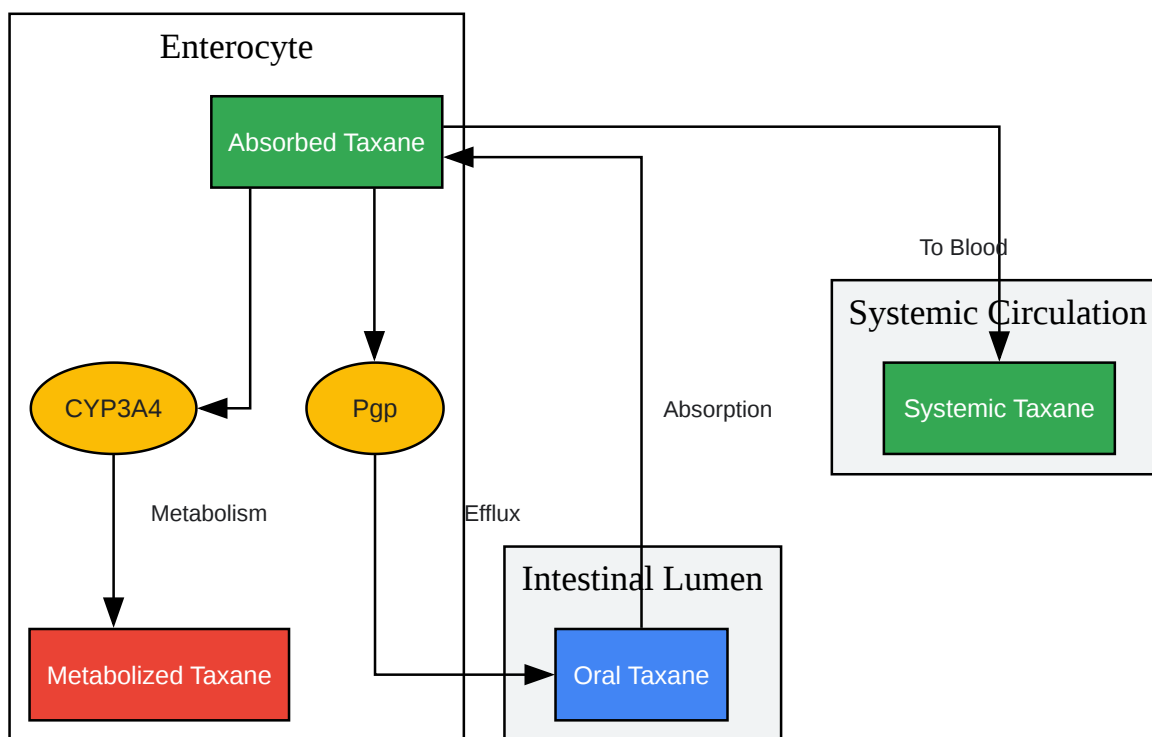 Enterocyte
Absorbed Taxane
To Blood
Systemic Circulation
CYP3A4
Pgp
Absorption
Systemic Taxane
Metabolism
Efflux
Intestinal Lumen
Metabolized Taxane
Oral Taxane